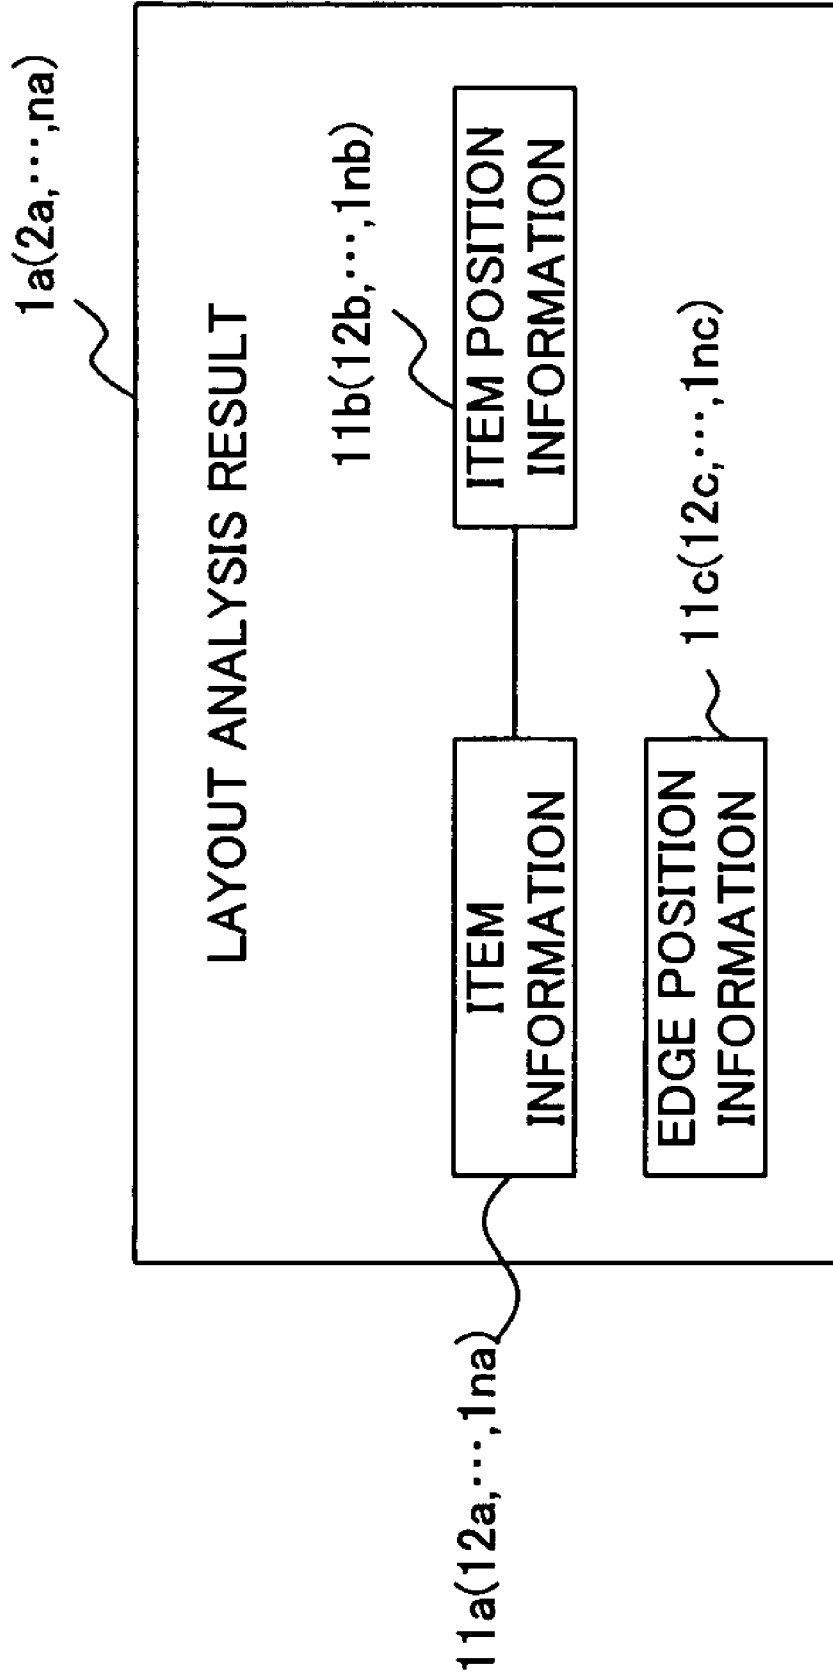 1a(2a,···,na)
LAYOUT ANALYSIS RESULT
11b(12b,···,1nb)
11a(12a,···,1na)
ITEM
INFORMATION
ITEM POSITION
INFORMATION
EDGE POSITION
INFORMATION
11c(12c,···,1nc)